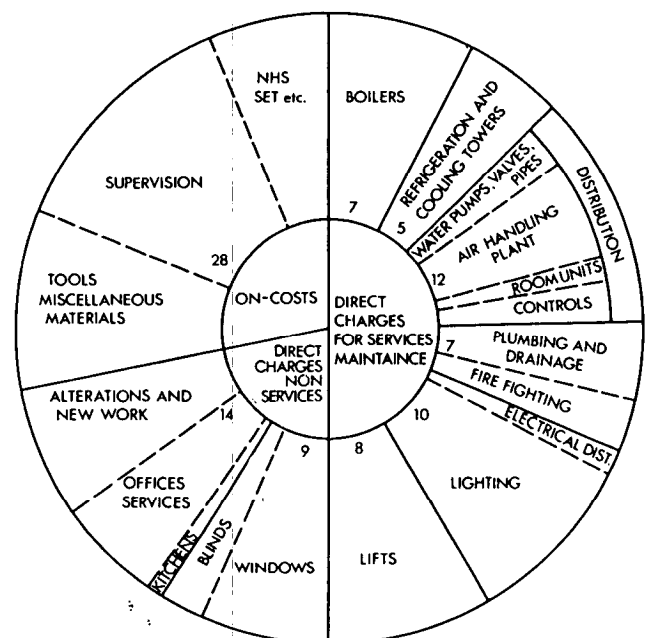 NHS
SET etc.
BOILERS
REFRIGERATION AND
COOLING TOWERS
WATER PUMPS, VALVES,
PIPES
DISTRIBUTION
AIR HANDLING
PLANT
ROOM UNITS
CONTROLS
SUPERVISION
TOOLS
MISCELLANEOUS
MATERIALS
7
5
12
28
ON-COSTS
DIRECT
CHARGES
FOR SERVICES
MAINTAINCE
DIRECT
CHARGES
NON
SERVICES
7
PLUMBING AND
DRAINAGE
FIRE FIGHTING
ELECTRICAL DIST.
10
LIGHTING
8
LIFTS
9
WINDOWS
BLINDS
KITCHENS
14
OFFICES
SERVICES
ALTERATIONS AND
NEW WORK